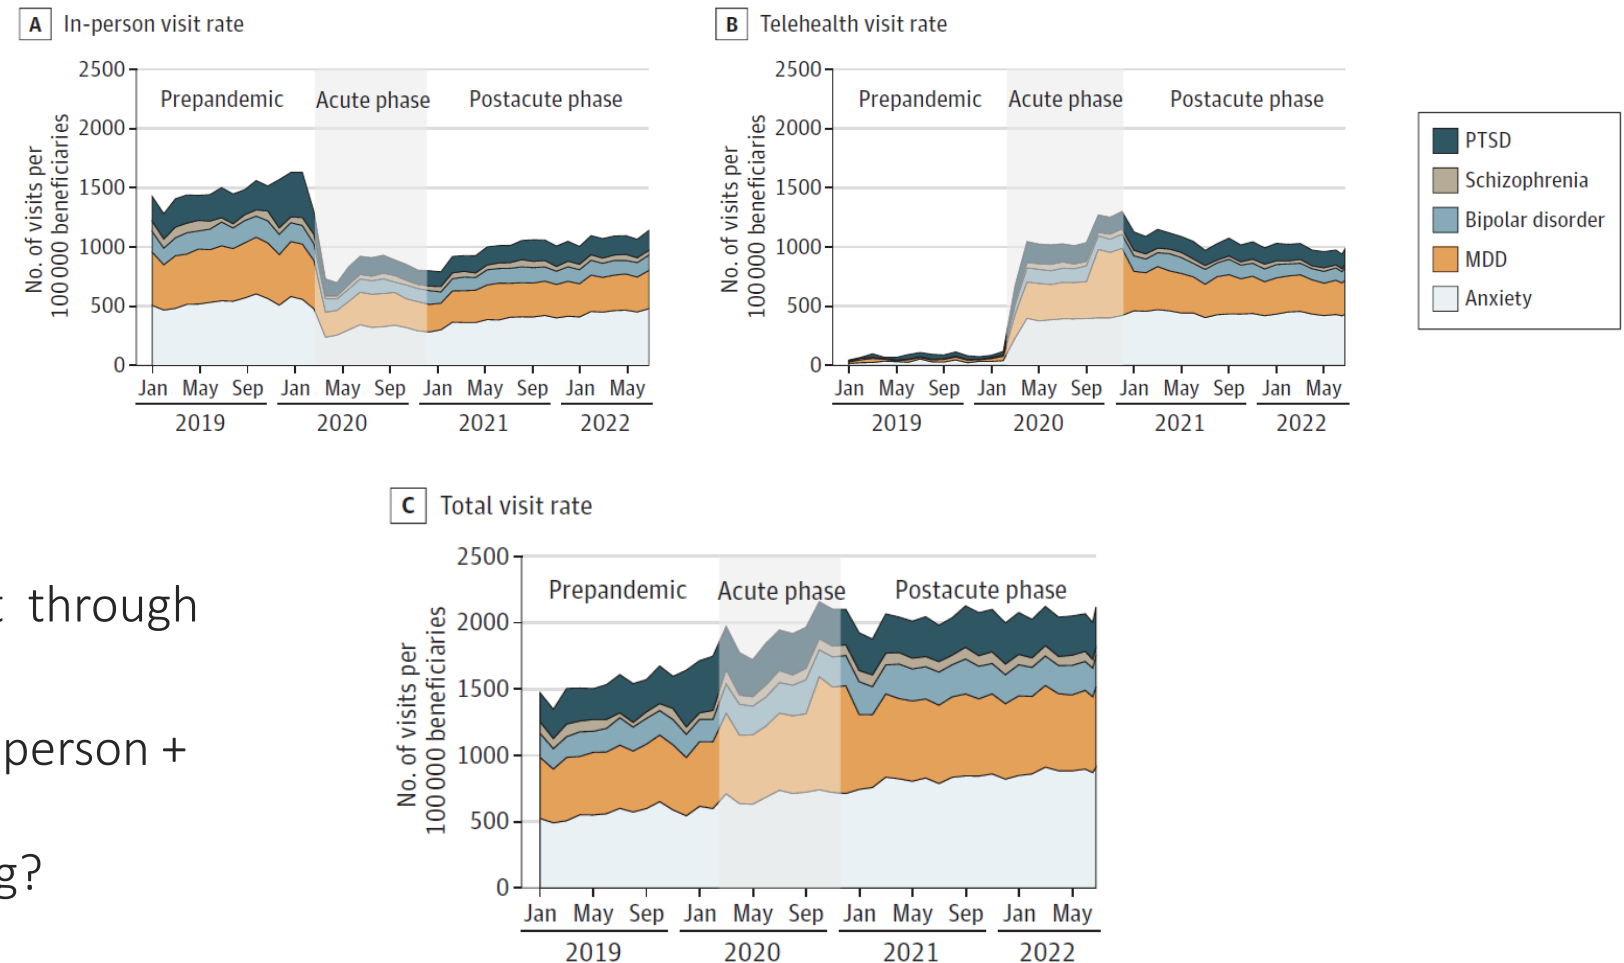 A In-person visit rate
2500
2000
1500
1000
500
0
No. of visits per
100 000 beneficiaries
Prepandemic Acute phase Postacute phase
Jan May Sep Jan May Sep Jan May Sep Jan May
2019 2020 2021 2022
B Telehealth visit rate
2500
2000
1500
1000
500
0
No. of visits per
100 000 beneficiaries
Prepandemic Acute phase Postacute phase
Jan May Sep Jan May Sep Jan May Sep Jan May
2019 2020 2021 2022
PTSD
Schizophrenia
Bipolar disorder
MDD
Anxiety
C Total visit rate
2500
2000
1500
1000
500
0
No. of visits per
100 000 beneficiaries
Prepandemic Acute phase Postacute phase
Jan May Sep Jan May Sep Jan May Sep Jan May
2019 2020 2021 2022
through
person +
g?